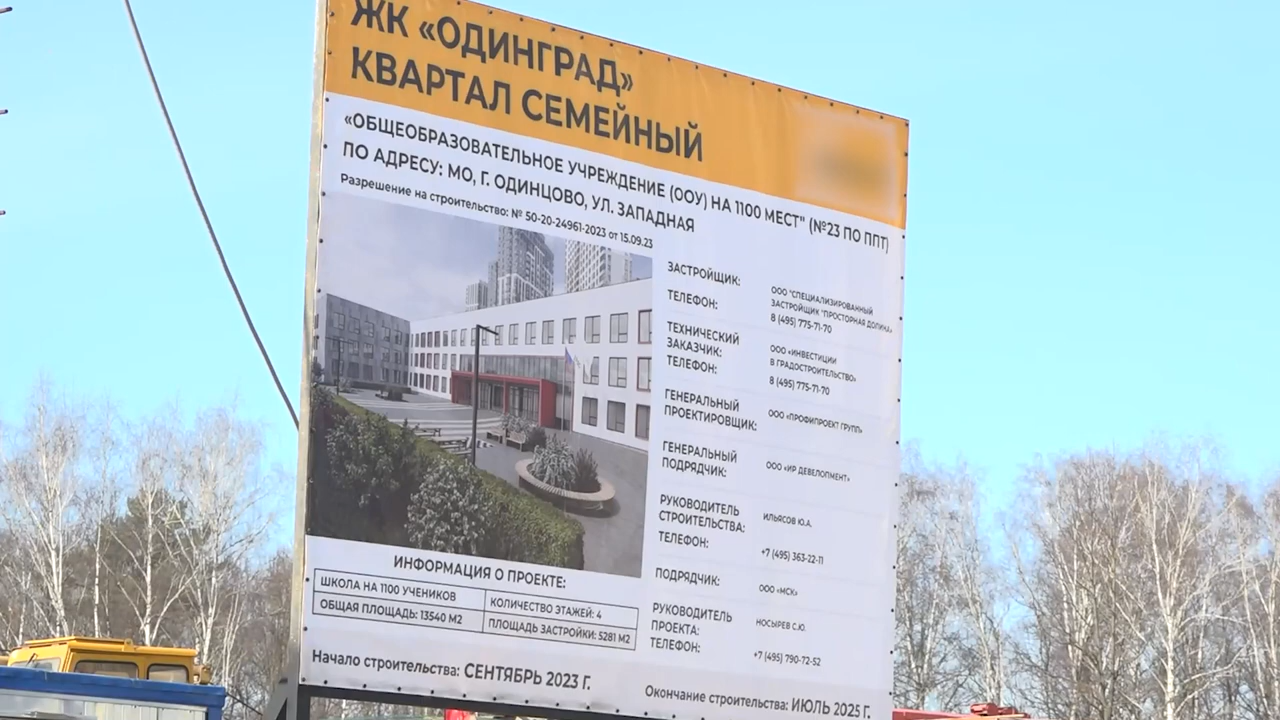 ЖК «ОДИНГРАД»
КВАРТАЛ СЕМЕЙНЫЙ
«ОБЩЕОБРАЗОВАТЕЛЬНОЕ УЧРЕЖДЕНИЕ (ООУ) НА 1100 МЕСТ" (№23 ПО ППТ)
ПО АДРЕСУ: МО, Г. ОДИНЦОВО, УЛ. ЗАПАДНАЯ
Разрешение на строительство: № 50-20-24961-2023 от 15.09.23
ЗАСТРОЙЩИК:
ООО "СПЕЦИАЛИЗИРОВАННЫЙ
ЗАСТРОЙЩИК "ПРОСТОРНАЯ ДОЛИНА"
ТЕЛЕФОН:
8 (495) 775-71-70
ТЕХНИЧЕСКИЙ
ЗАКАЗЧИК:
ООО «ИНВЕСТИЦИИ
В ГРАДОСТРОИТЕЛЬСТВО»
ТЕЛЕФОН:
8 (495) 775-71-70
ГЕНЕРАЛЬНЫЙ
ПРОЕКТИРОВЩИК:
ООО «ПРОФИПРОЕКТ ГРУПП»
ГЕНЕРАЛЬНЫЙ
ПОДРЯДЧИК:
ООО «ИР ДЕВЕЛОПМЕНТ»
РУКОВОДИТЕЛЬ
СТРОИТЕЛЬСТВА:
ИЛЬЯСОВ Ю.А.
ТЕЛЕФОН:
+7 (495) 363-22-11
ПОДРЯДЧИК:
ООО «МСК»
РУКОВОДИТЕЛЬ
ПРОЕКТА:
НОСЫРЕВ С.Ю.
ТЕЛЕФОН:
+7 (495) 790-72-52
ИНФОРМАЦИЯ О ПРОЕКТЕ:
ШКОЛА НА 1100 УЧЕНИКОВ
КОЛИЧЕСТВО ЭТАЖЕЙ: 4
ОБЩАЯ ПЛОЩАДЬ: 13540 М2
ПЛОЩАДЬ ЗАСТРОЙКИ: 5281 М2
Начало строительства: СЕНТЯБРЬ 2023 Г.
Окончание строительства: ИЮЛЬ 2025 Г.